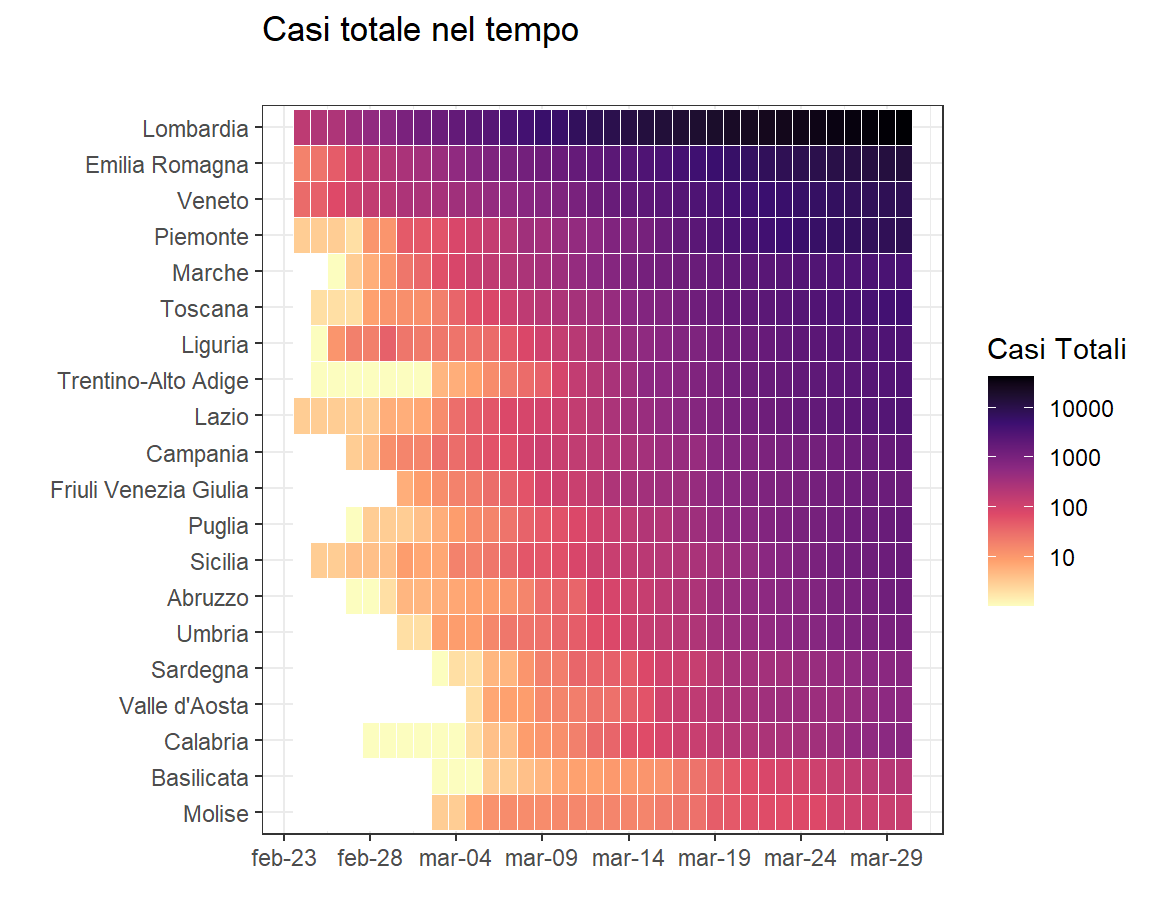 Casi totale nel tempo
Lombardia
Emilia Romagna
Veneto
Piemonte
Marche
Toscana
Liguria
Trentino-Alto Adige
Lazio
Campania
Friuli Venezia Giulia
Puglia
Sicilia
Abruzzo
Umbria
Sardegna
Valle d'Aosta
Calabria
Basilicata
Molise
feb-23 feb-28 mar-04 mar-09 mar-14 mar-19 mar-24 mar-29
Casi Totali
10000
1000
100
10